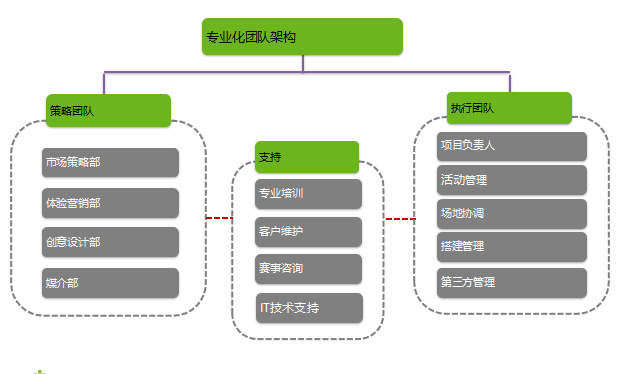 专业化团队架构
策略团队
市场策略部
体验营销部
创意设计部
媒介部
支持
专业培训
客户维护
赛事咨询
IT技术支持
执行团队
项目负责人
活动管理
场地协调
搭建管理
第三方管理